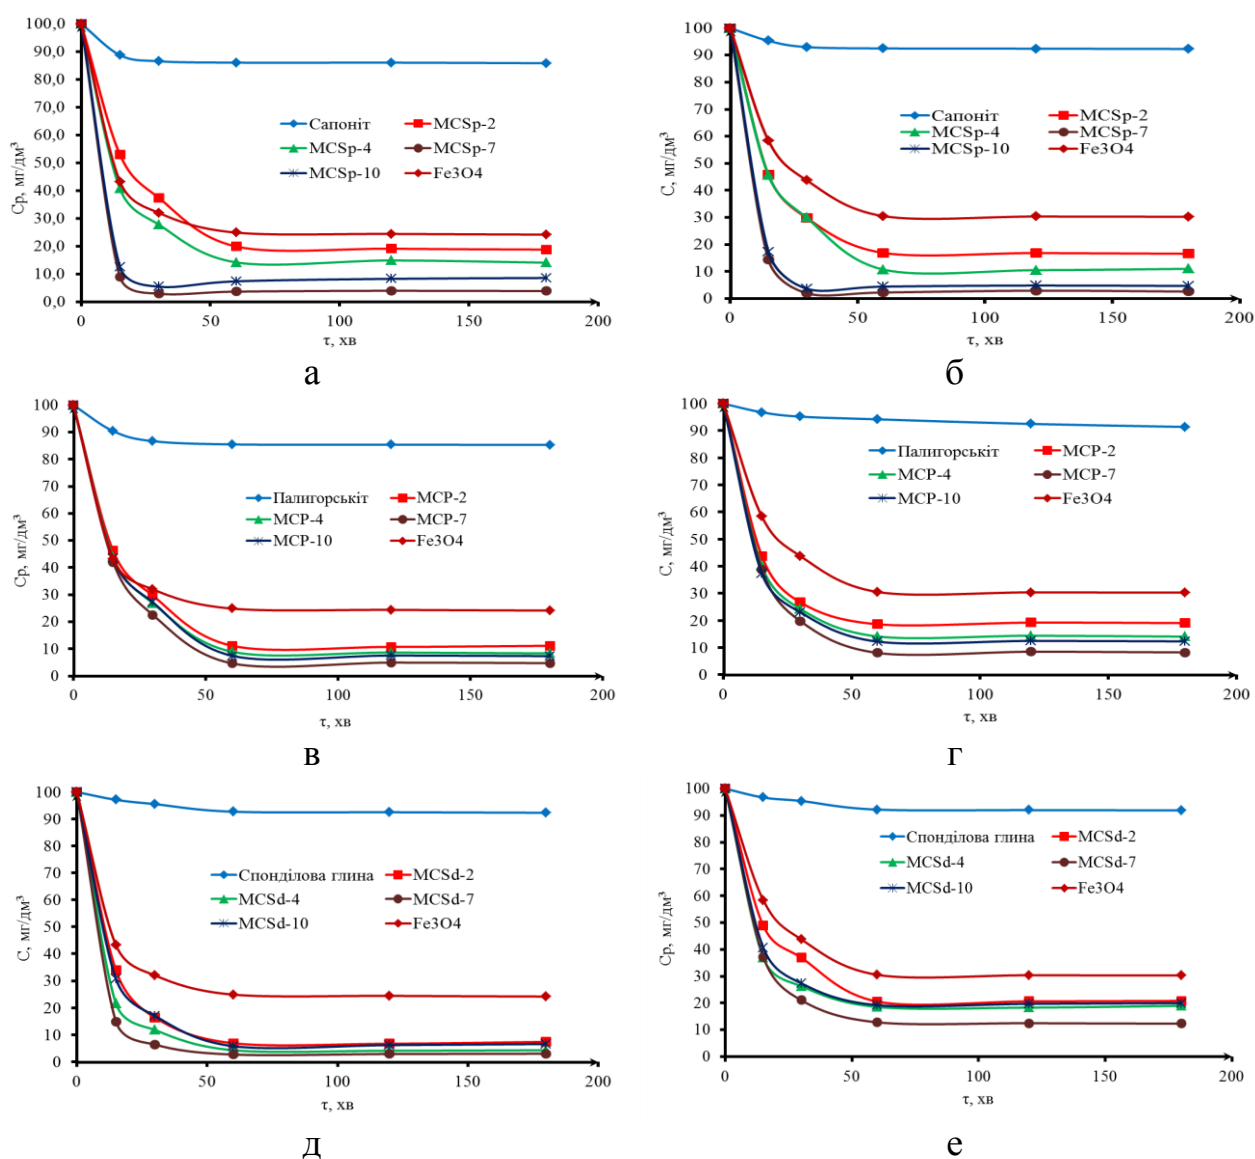 100,0
90,0
80,0
70,0
60,0
50,0
40,0
30,0
20,0
10,0
0,0
Ср, мг/дм³
Сапоніт
MCSp-2
MCSp-4
MCSp-7
MCSp-10
Fe3O4
0 50 100 150 200
τ, хв
а
100
90
80
70
60
50
40
30
20
10
0
С, мг/дм³
Сапоніт
MCSp-2
MCSp-4
MCSp-7
MCSp-10
Fe3O4
0 50 100 150 200
τ, хв
б
100
90
80
70
60
50
40
30
20
10
0
Ср, мг/дм³
Палигорськіт
МСР-2
МСР-4
МСР-7
МСР-10
Fe3O4
0 50 100 150 200
τ, хв
в
100
90
80
70
60
50
40
30
20
10
0
С, мг/дм³
Палигорськіт
МСР-2
МСР-4
МСР-7
МСР-10
Fe3O4
0 50 100 150 200
τ, хв
г
100
90
80
70
60
50
40
30
20
10
0
С, мг/дм³
Спонділова глина
MCSd-2
MCSd-4
MCSd-7
MCSd-10
Fe3O4
0 50 100 150 200
τ, хв
д
100
90
80
70
60
50
40
30
20
10
0
Ср, мг/дм³
Спонділова глина
MCSd-2
MCSd-4
MCSd-7
MCSd-10
Fe3O4
0 50 100 150 200
τ, хв
е